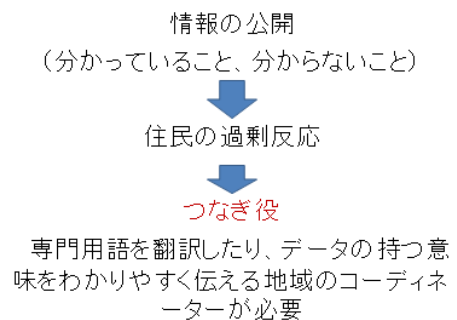 情報の公開
（分かっていること、分からないこと）
住民の過剰反応
つなぎ役
専門用語を翻訳したり、データの持つ意
味をわかりやすく伝える地域のコーディネ
ーターが必要